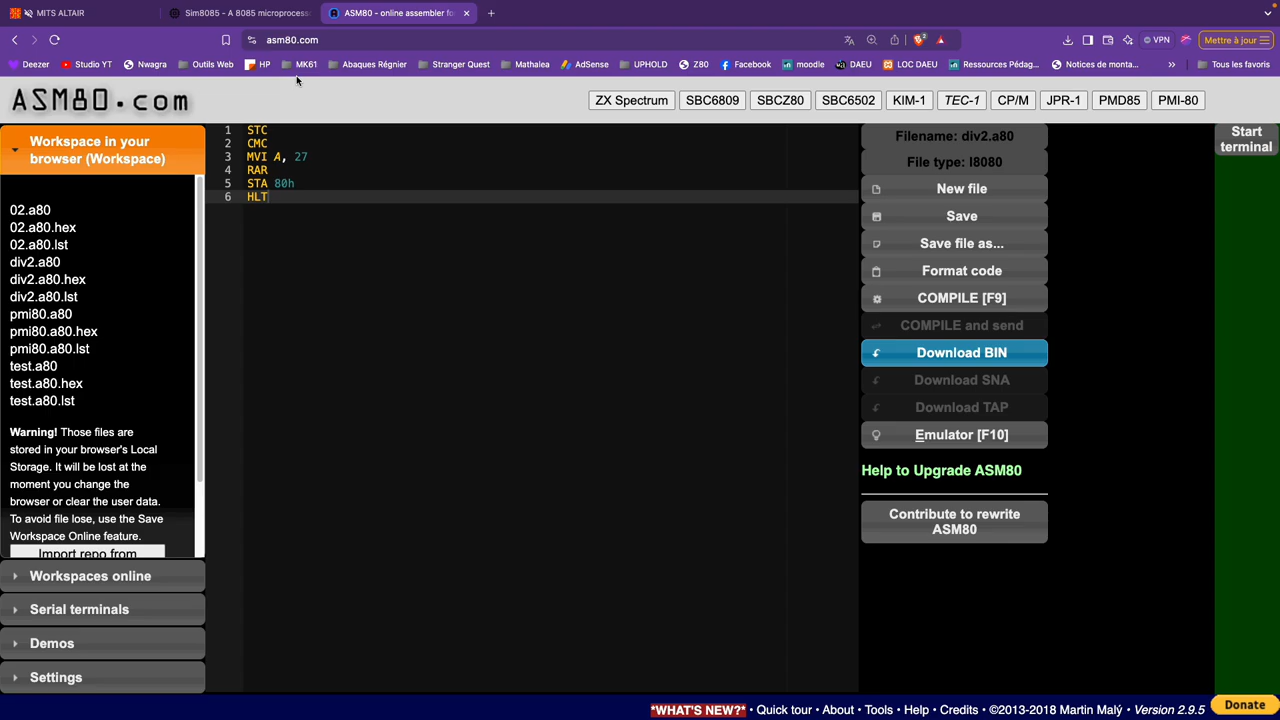 MITS ALTAIR
Sim8085 - A 8085 microprocess
ASM80 - online assembler fo
asm80.com
VPN
Mettre à jour
Deezer
Studio YT
Nwagra
Outils Web
HP
MK61
Abaques Régnier
Stranger Quest
Mathalea
AdSense
UPHOLD
Z80
Facebook
moodle
DAEU
LOC DAEU
Ressources Pédag...
Notices de monta...
»
Tous les favoris
ASM80.com
ZX Spectrum
SBC6809
SBCZ80
SBC6502
KIM-1
TEC-1
CP/M
JPR-1
PMD85
PMI-80
Workspace in your
browser (Workspace)
02.a80
02.a80.hex
02.a80.lst
div2.a80
div2.a80.hex
div2.a80.lst
pmi80.a80
pmi80.a80.hex
pmi80.a80.lst
test.a80
test.a80.hex
test.a80.lst
Warning! Those files are
stored in your browser's Local
Storage. It will be lost at the
moment you change the
browser or clear the user data.
To avoid file lose, use the Save
Workspace Online feature.
Import repo from
Workspaces online
Serial terminals
Demos
Settings
1 STC
2 CMC
3 MVI A, 27
4 RAR
5 STA 80h
6 HLT
Filename: div2.a80
File type: I8080
New file
Save
Save file as...
Format code
COMPILE [F9]
COMPILE and send
Download BIN
Download SNA
Download TAP
Emulator [F10]
Help to Upgrade ASM80
Contribute to rewrite
ASM80
Start
terminal
*WHAT'S NEW?* · Quick tour · About · Tools · Help · Credits · ©2013-2018 Martin Malý, Version 2.9.5
Donate